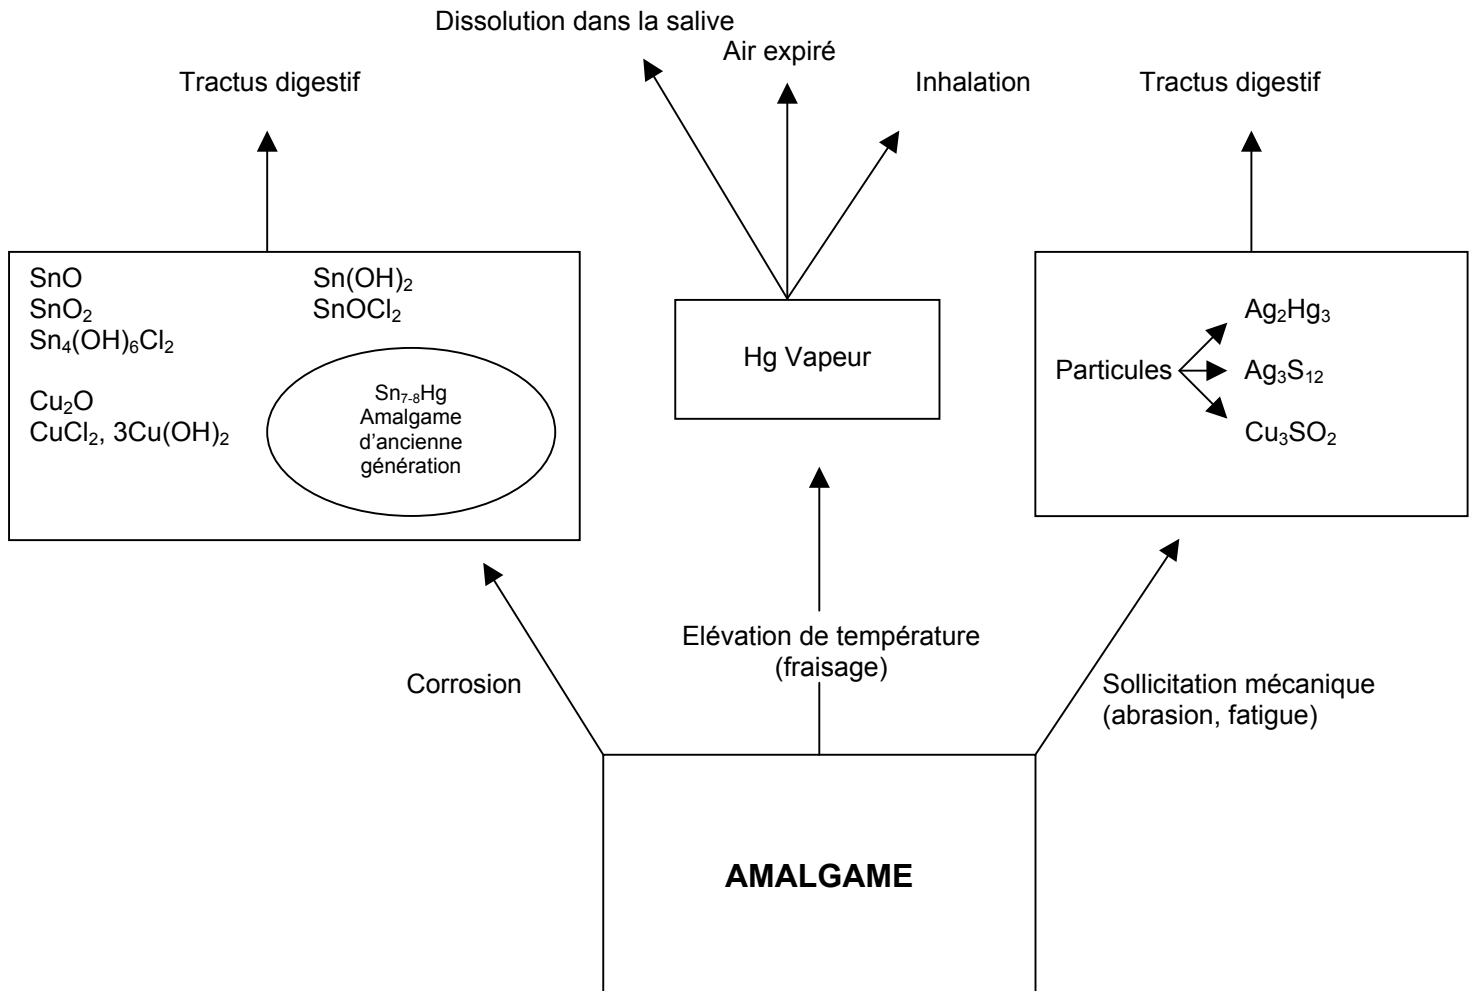 Dissolution dans la salive
Air expiré
Tractus digestif
Inhalation
Tractus digestif
SnO
Sn(OH)₂
SnO₂
SnOCl₂
Sn₄(OH)₆Cl₂
Cu₂O
CuCl₂, 3Cu(OH)₂
Sn₇₋₈Hg
Amalgame
d'ancienne
génération
Hg Vapeur
Ag₂Hg₃
Particules
Ag₃S₁₂
Cu₃SO₂
Corrosion
Elévation de température
(fraisage)
Sollicitation mécanique
(abrasion, fatigue)
AMALGAME